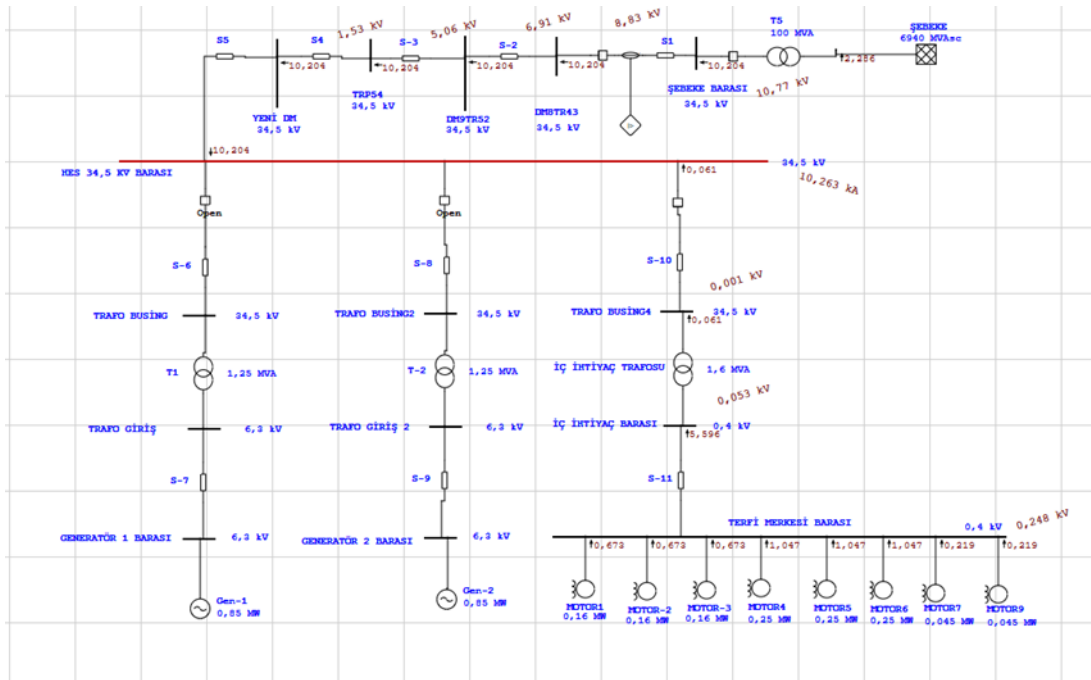 S5
S4
1,53 kV
S-3
5,06 kV
S-2
6,91 kV
8,83 kV
S1
T5
100 MVA
ŞEBEKE
6940 MVAsc
10,204
10,204
10,204
10,204
10,204
2,286
YENİ DM
34,5 kV
TRP54
34,5 kV
DM9TR52
34,5 kV
DM8TR43
34,5 kV
ŞEBEKE BARASI
34,5 kV
10,77 kV
10,204
HES 34,5 KV BARASI
0,061
34,5 kV
10,263 kA
Open
Open
S-6
S-8
S-10
0,001 kV
TRAFO BUSİNG
34,5 kV
TRAFO BUSİNG2
34,5 kV
TRAFO BUSİNG4
34,5 kV
0,061
T1
1,25 MVA
T-2
1,25 MVA
İÇ İHTİYAÇ TRAFOSU
1,6 MVA
0,053 kV
TRAFO GİRİŞ
6,3 kV
TRAFO GİRİŞ 2
6,3 kV
İÇ İHTİYAÇ BARASI
0,4 kV
5,596
S-7
S-9
S-11
GENERATÖR 1 BARASI
6,3 kV
GENERATÖR 2 BARASI
6,3 kV
TERFİ MERKESİ BARASI
0,4 kV
0,248 kV
0,673
0,673
0,673
1,047
1,047
1,047
0,219
0,219
Gen-1
0,85 MW
Gen-2
0,85 MW
MOTOR1
0,16 MW
MOTOR-2
0,16 MW
MOTOR-3
0,16 MW
MOTOR4
0,25 MW
MOTOR5
0,25 MW
MOTOR6
0,25 MW
MOTOR7
0,045 MW
MOTOR9
0,045 MW